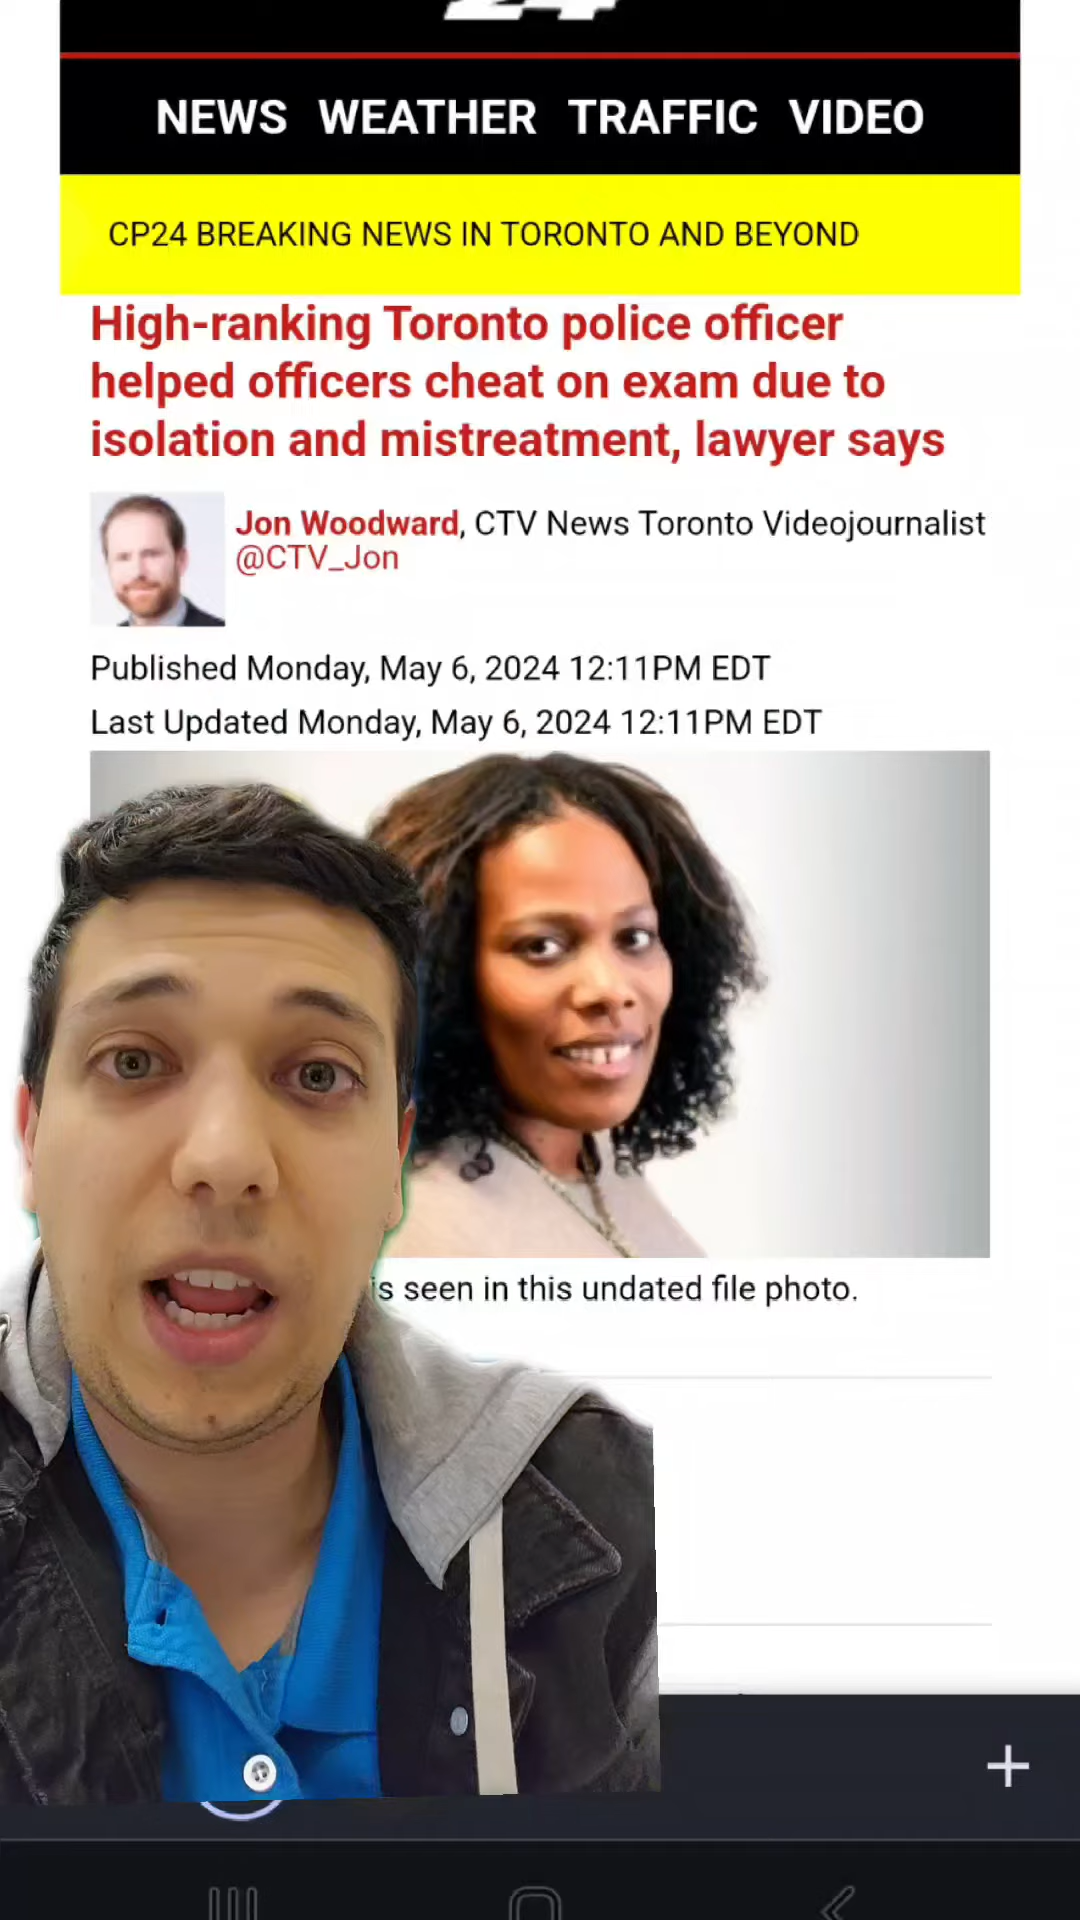 24
NEWS WEATHER TRAFFIC VIDEO
CP24 BREAKING NEWS IN TORONTO AND BEYOND
High-ranking Toronto police officer
helped officers cheat on exam due to
isolation and mistreatment, lawyer says
Jon Woodward, CTV News Toronto Videojournalist
@CTV_Jon
Published Monday, May 6, 2024 12:11PM EDT
Last Updated Monday, May 6, 2024 12:11PM EDT
is seen in this undated file photo.